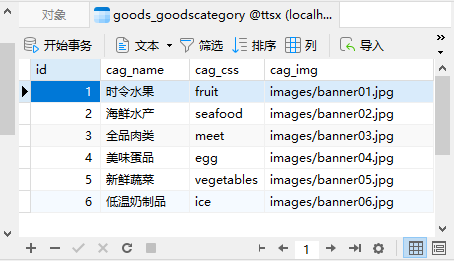 对象 goods_goodscategory @ttsx (localh...
开始事务 文本 筛选 排序 列 导入
id cag_name cag_css cag_img
1 时令水果 fruit images/banner01.jpg
2 海鲜水产 seafood images/banner02.jpg
3 全品肉类 meet images/banner03.jpg
4 美味蛋品 egg images/banner04.jpg
5 新鲜蔬菜 vegetables images/banner05.jpg
6 低温奶制品 ice images/banner06.jpg
1